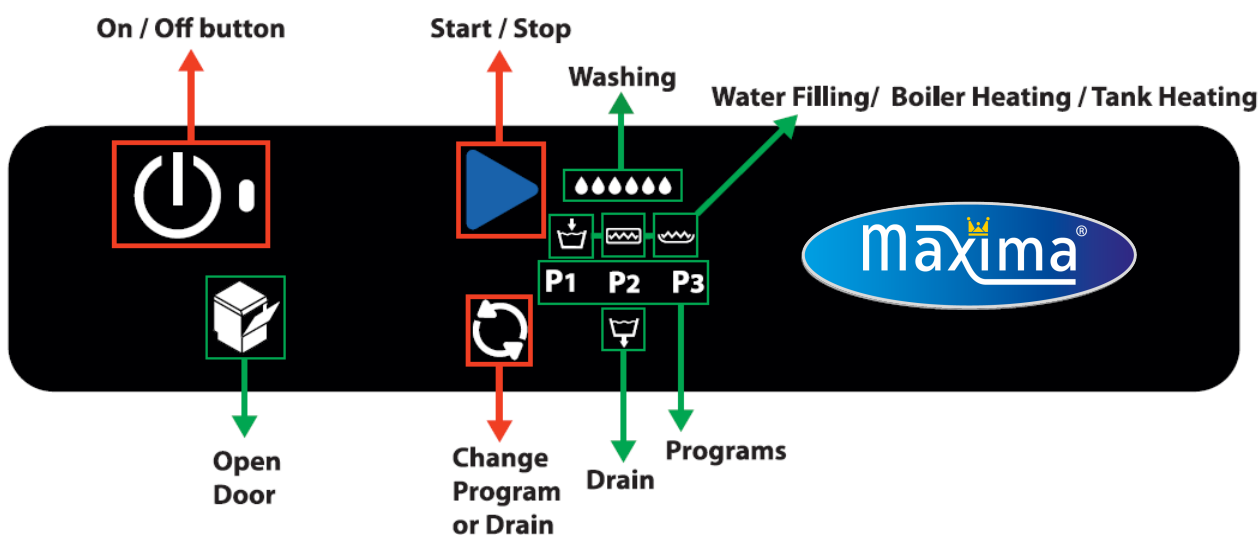 On / Off button
Start / Stop
Washing
Water Filling/ Boiler Heating / Tank Heating
maxima®
P1 P2 P3
Open
Door
Change
Program
or Drain
Drain
Programs